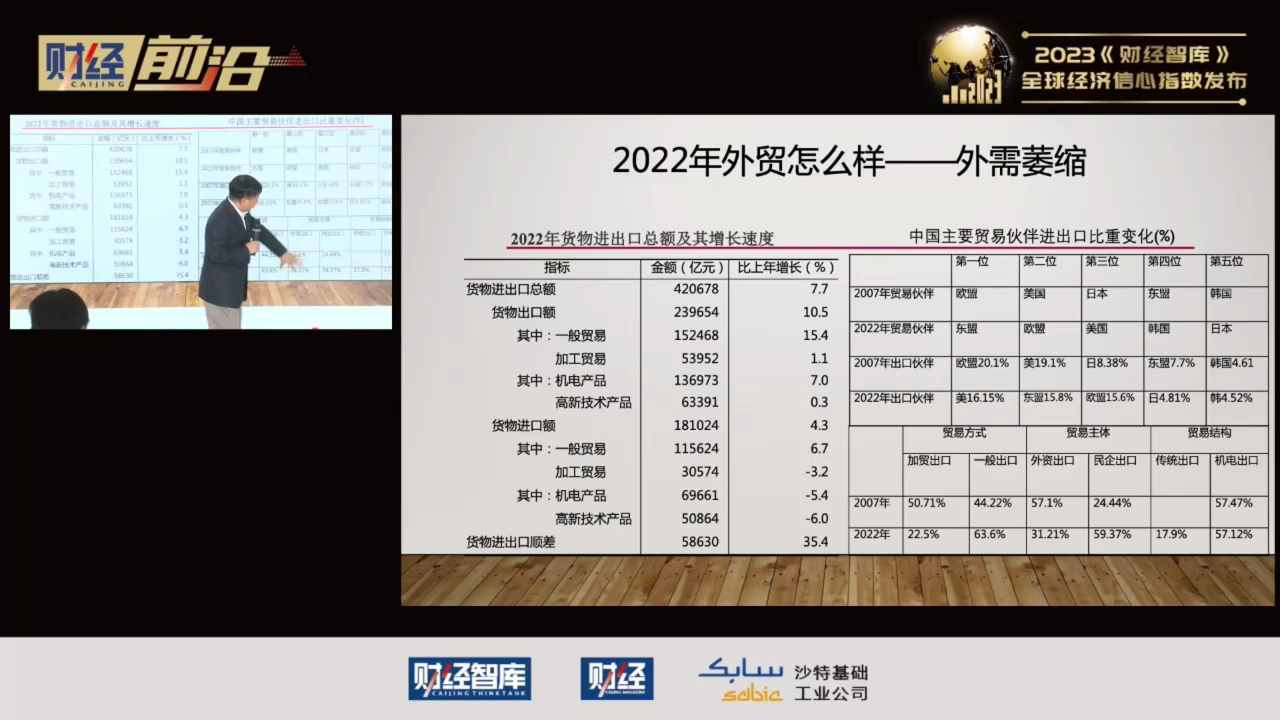 财经前沿
CAIJING
2023《财经智库》
全球经济信心指数发布
2022年外贸怎么样——外需萎缩
2022年货物进出口总额及其增长速度
指标 金额（亿元） 比上年增长（%）
货物进出口总额 420678 7.7
货物出口额 239654 10.5
其中：一般贸易 152468 15.4
加工贸易 53952 1.1
其中：机电产品 136973 7.0
高新技术产品 63391 0.3
货物进口额 181024 4.3
其中：一般贸易 115624 6.7
加工贸易 30574 -3.2
其中：机电产品 69661 -5.4
高新技术产品 50864 -6.0
货物进出口顺差 58630 35.4
中国主要贸易伙伴进出口比重变化(%)
第一位 第二位 第三位 第四位 第五位
2007年贸易伙伴 欧盟 美国 日本 东盟 韩国
2022年贸易伙伴 东盟 欧盟 美国 韩国 日本
2007年出口伙伴 欧盟20.1% 美19.1% 日8.38% 东盟7.7% 韩国4.61
2022年出口伙伴 美16.15% 东盟15.8% 欧盟15.6% 日4.81% 韩4.52%
贸易方式 贸易主体 贸易结构
加贸出口 一般出口 外资出口 民企出口 传统出口 机电出口
2007年 50.71% 44.22% 57.1% 24.44% 57.47%
2022年 22.5% 63.6% 31.21% 59.37% 17.9% 57.12%
财经智库
CAIJING THINKTANK
财经
CAIJING MAGAZINE
سابك
sabic
沙特基础
工业公司